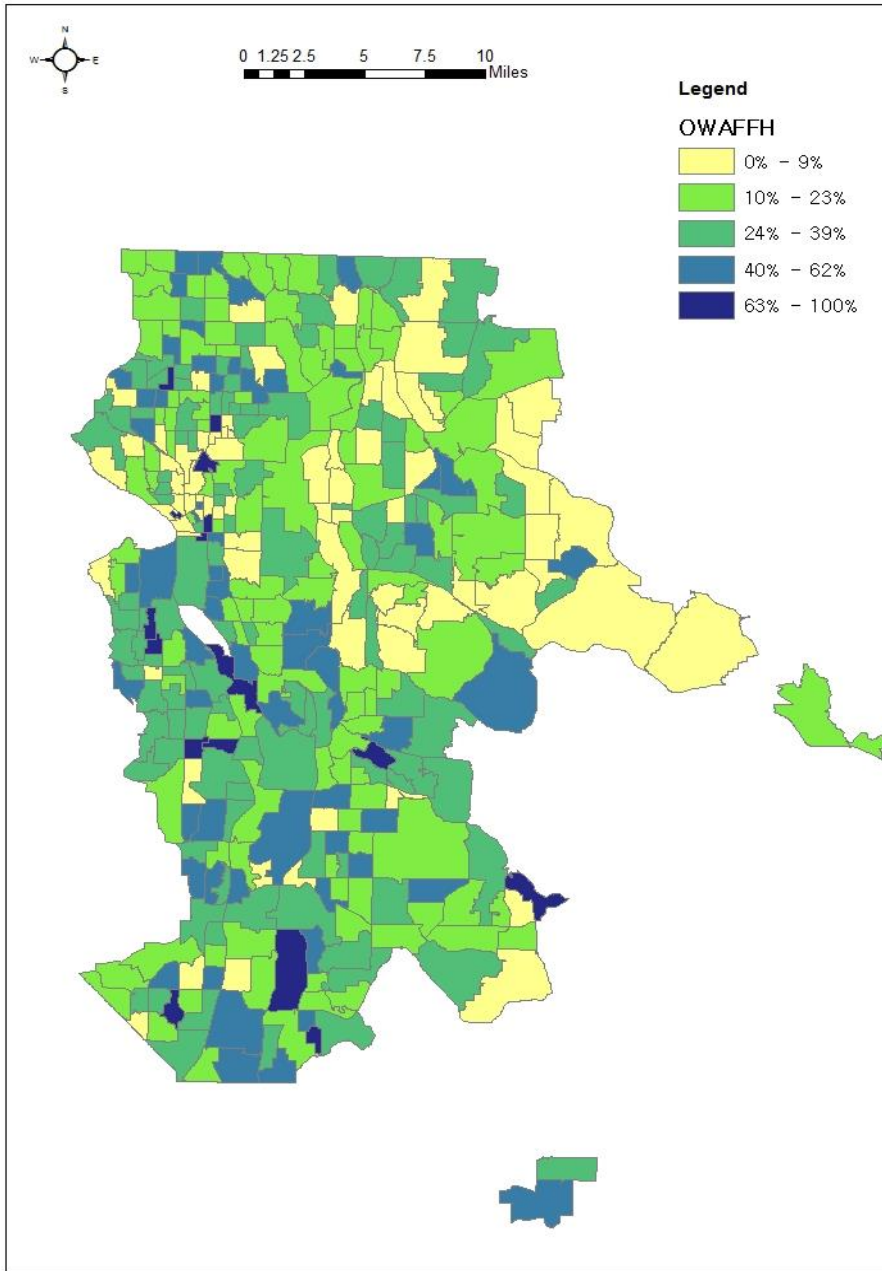 N
W E
S
0 1.25 2.5 5 7.5 10
Miles
Legend
OWAFFH
0% - 9%
10% - 23%
24% - 39%
40% - 62%
63% - 100%